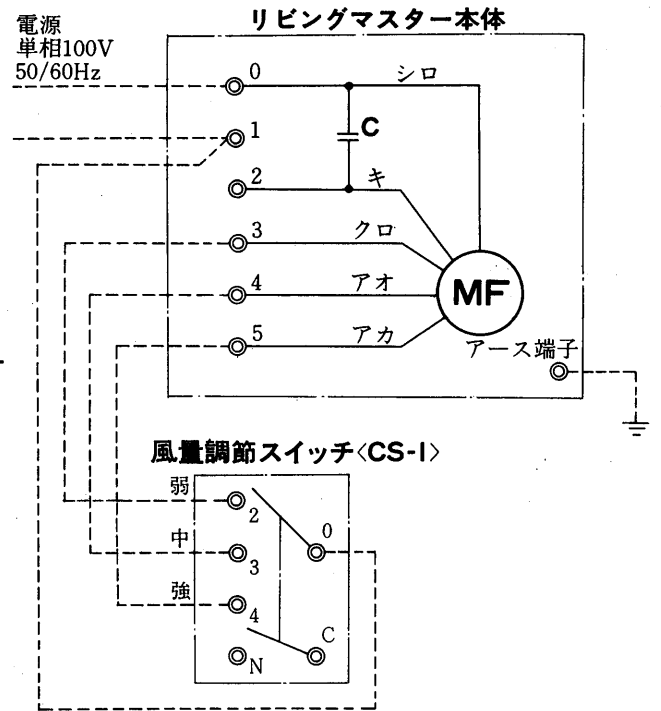 電源
単相100V
50/60Hz
リビングマスター本体
0
シロ
1
C
2
キ
3
クロ
4
アオ
MF
5
アカ
アース端子
風量調節スイッチ〈CS-1〉
弱
2
0
中
3
強
4
C
N